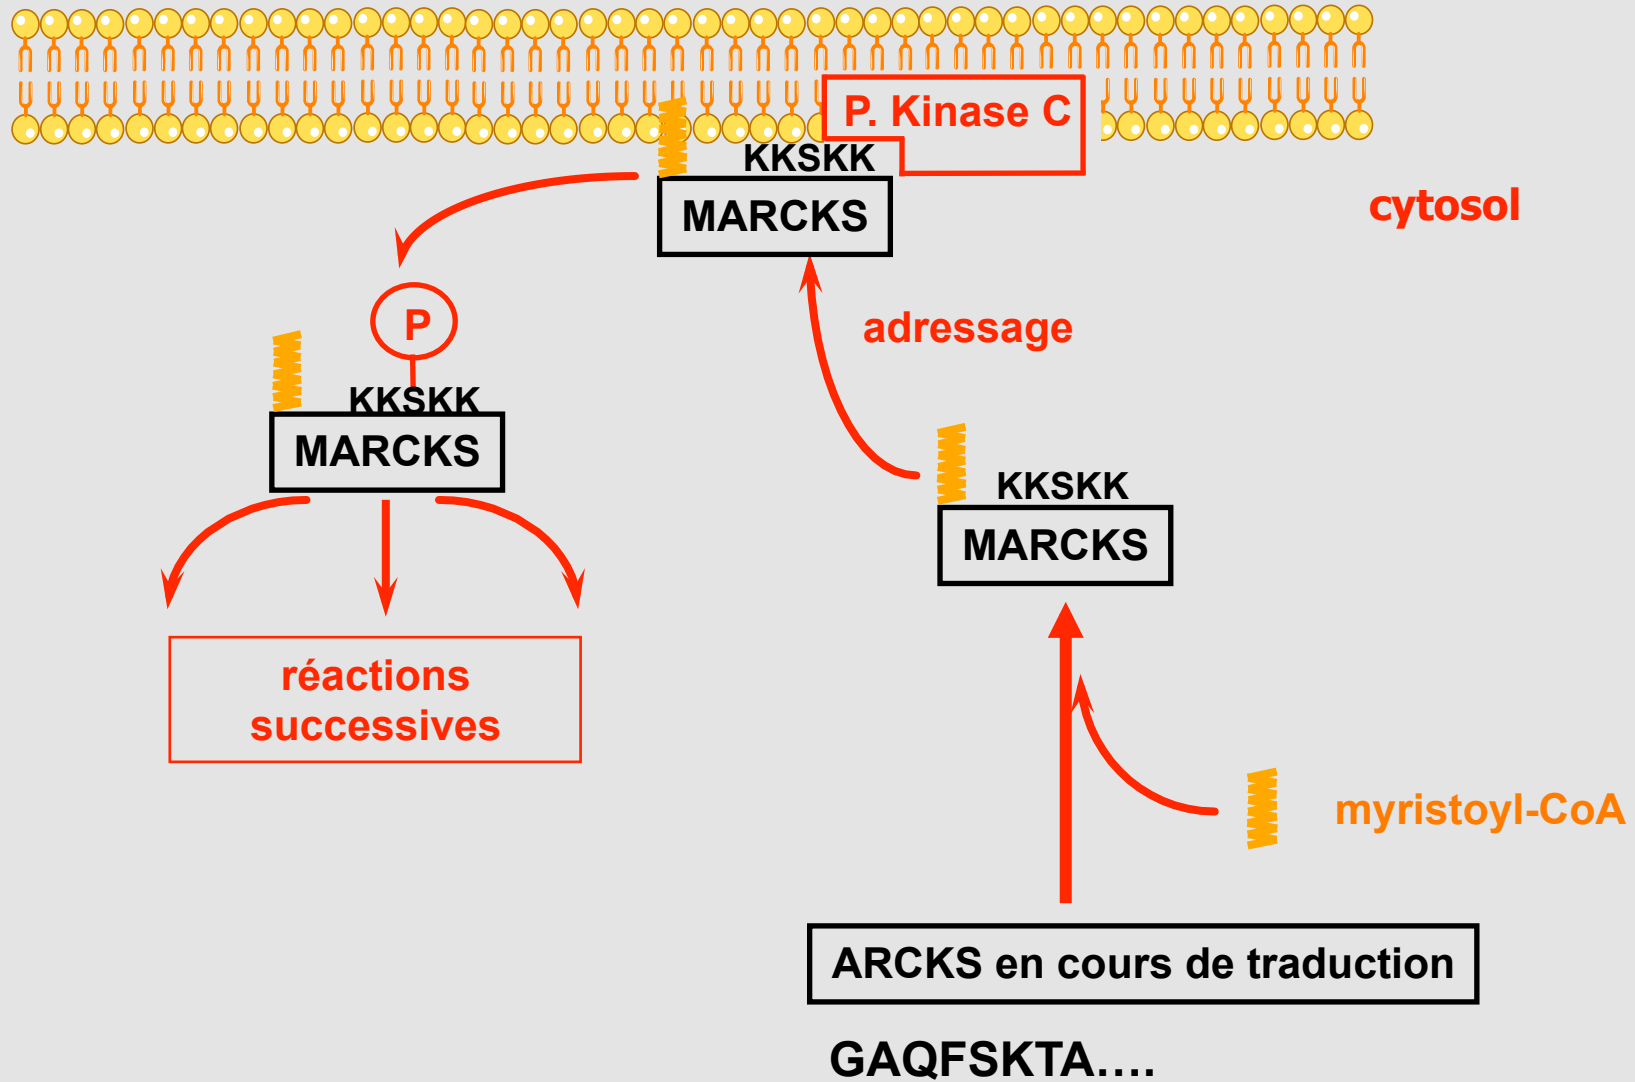 P. Kinase C
KKSKK
MARCKS
cytosol
P
adressage
KKSKK
MARCKS
KKSKK
MARCKS
réactions
successives
myristoyl-CoA
ARCKS en cours de traduction
GAQFSKTA....